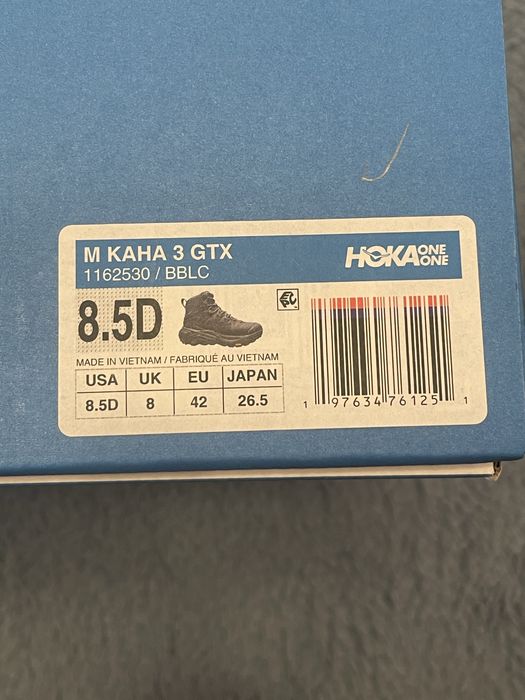 M KAHA 3 GTX
1162530 / BBLC
HOKA ONE ONE
8.5D
MADE IN VIETNAM / FABRIQUÉ AU VIETNAM
USA UK EU JAPAN
8.5D 8 42 26.5
1 97634 76125 1